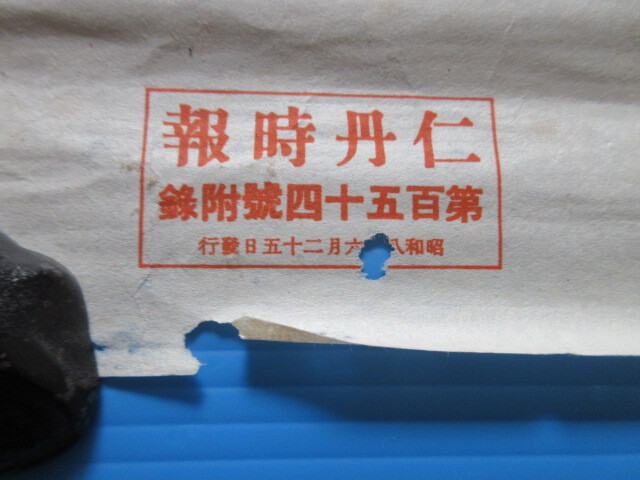 仁丹時報
第百五十四號附錄
昭和八 六月二十五日發行